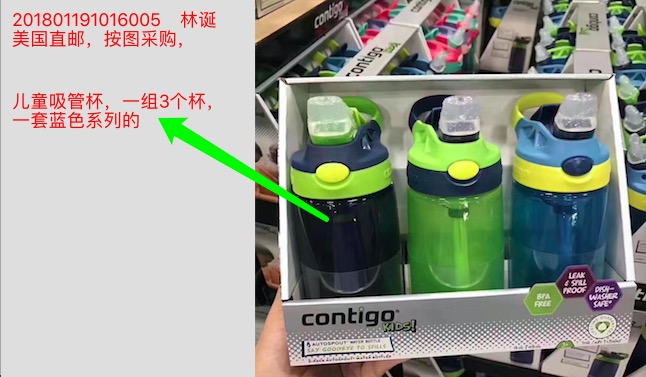 201801191016005 林诞
美国直邮，按图采购，
儿童吸管杯，一组3个杯，
一套蓝色系列的
contigo
contigo
KIDS!
LEAK
& SPILL
PROOF
BPA
FREE
DISH-
WASHER
SAFE*
AUTOSPOUT WATER BOTTLE
SAY GOODBYE TO SPILLS